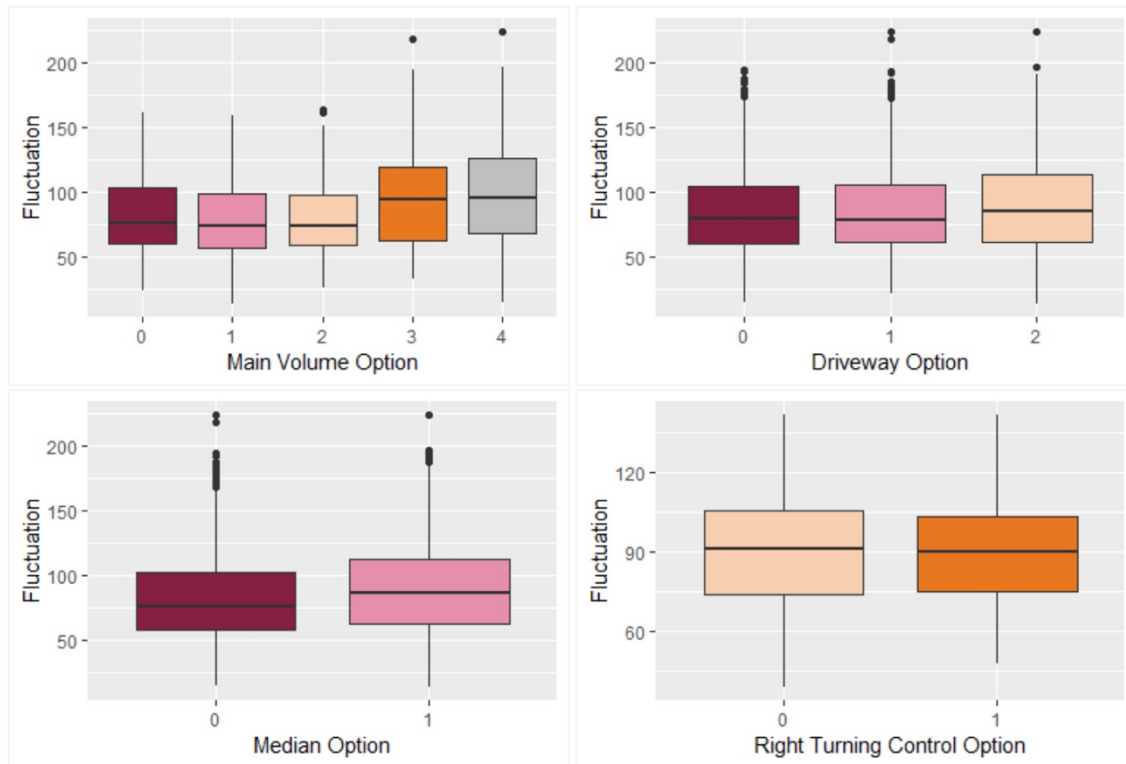 Fluctuation
200
150
100
50
0 1 2 3 4
Main Volume Option
Fluctuation
200
150
100
50
0 1 2
Driveway Option
Fluctuation
200
150
100
50
0 1
Median Option
Fluctuation
120
90
60
0 1
Right Turning Control Option